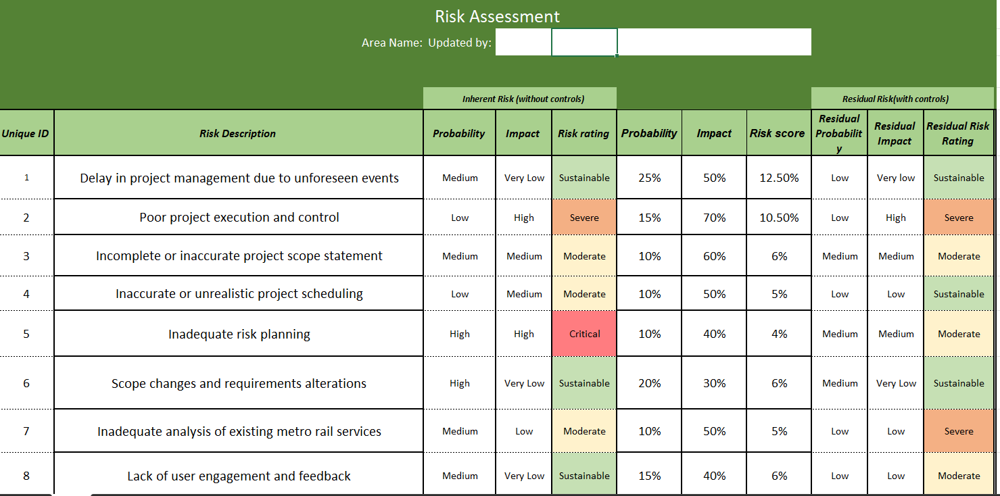 Risk Assessment
Area Name: Updated by:
Inherent Risk (without controls) Residual Risk(with controls)
Unique ID Risk Description Probability Impact Risk rating Probability Impact Risk score Residual Probabilit y Residual Impact Residual Risk Rating
1 Delay in project management due to unforeseen events Medium Very Low Sustainable 25% 50% 12.50% Low Very low Sustainable
2 Poor project execution and control Low High Severe 15% 70% 10.50% Low High Severe
3 Incomplete or inaccurate project scope statement Medium Medium Moderate 10% 60% 6% Medium Medium Moderate
4 Inaccurate or unrealistic project scheduling Low Medium Moderate 10% 50% 5% Low Low Sustainable
5 Inadequate risk planning High High Critical 10% 40% 4% Medium Medium Moderate
6 Scope changes and requirements alterations High Very Low Sustainable 20% 30% 6% Medium Very Low Sustainable
7 Inadequate analysis of existing metro rail services Medium Low Moderate 10% 50% 5% Low Low Severe
8 Lack of user engagement and feedback Medium Very Low Sustainable 15% 40% 6% Low Low Moderate